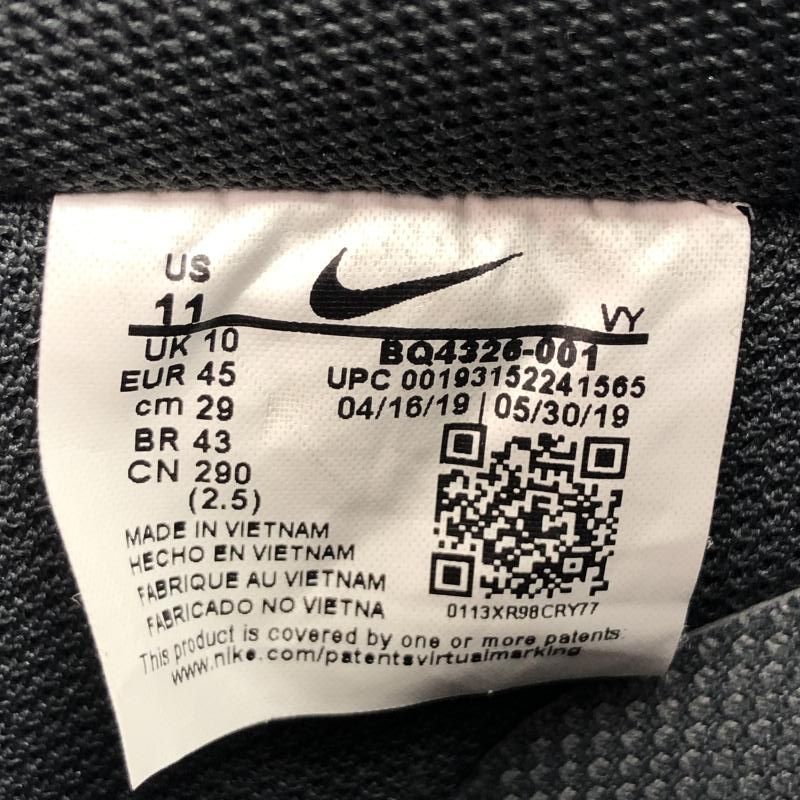 US
11
VY
UK 10
BQ4326-001
EUR 45
UPC 00193152241565
cm 29
04/16/19 | 05/30/19
BR 43
CN 290
(2.5)
MADE IN VIETNAM
HECHO EN VIETNAM
FABRIQUE AU VIETNAM
FABRICADO NO VIETNA
0113XR98CRY77
This product is covered by one or more patents:
www.nike.com/patentsvirtualmarking